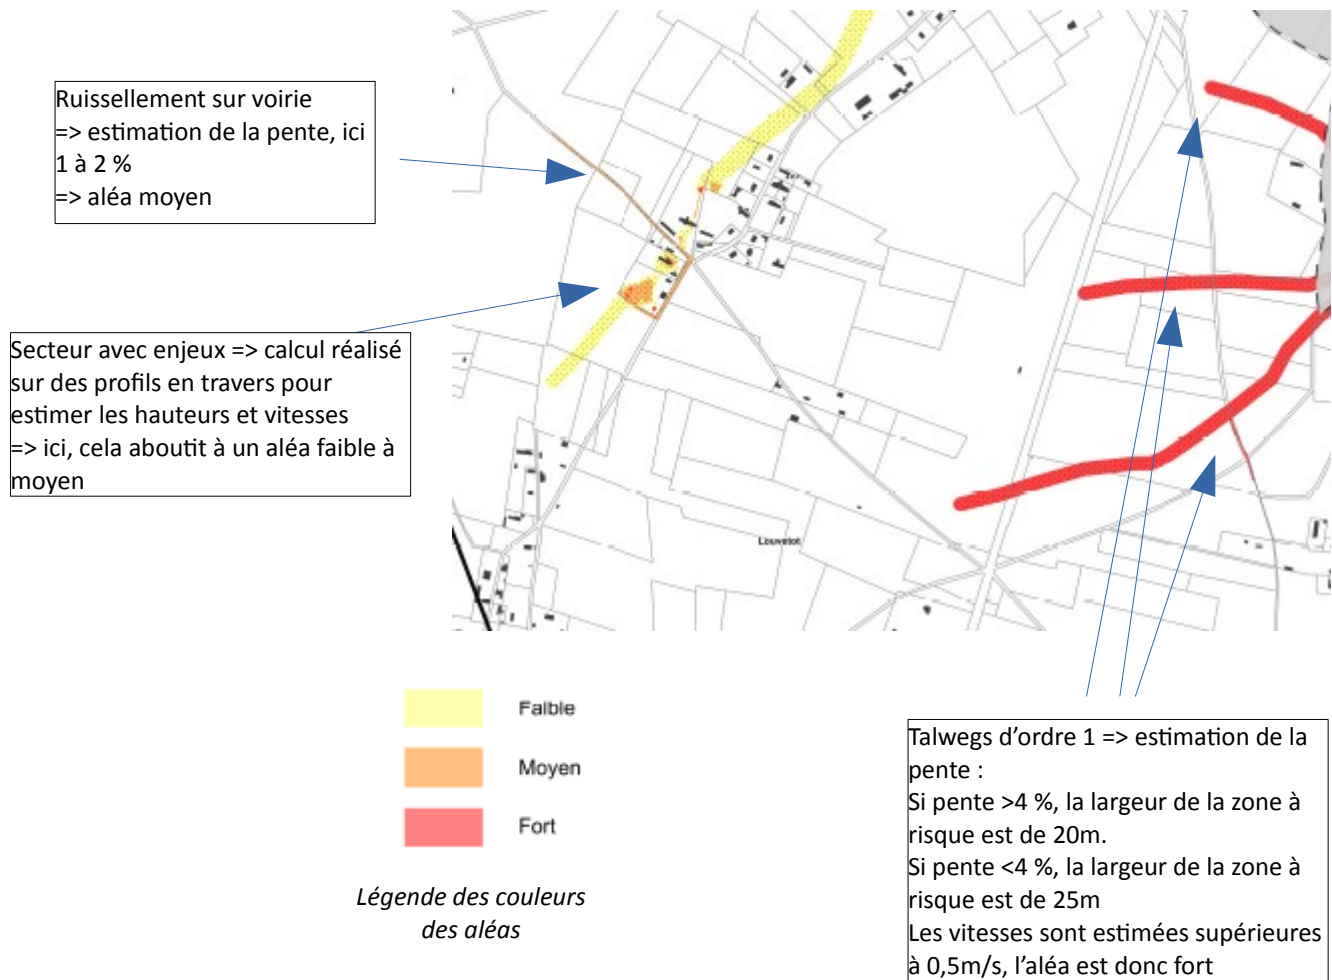 Ruissellement sur voirie
=> estimation de la pente, ici
1 à 2 %
=> aléa moyen
Secteur avec enjeux => calcul réalisé
sur des profils en travers pour
estimer les hauteurs et vitesses
=> ici, cela aboutit à un aléa faible à
moyen
Louvetot
Faible
Moyen
Fort
Légende des couleurs
des aléas
Talwegs d'ordre 1 => estimation de la
pente :
Si pente >4 %, la largeur de la zone à
risque est de 20m.
Si pente <4 %, la largeur de la zone à
risque est de 25m
Les vitesses sont estimées supérieures
à 0,5m/s, l'aléa est donc fort